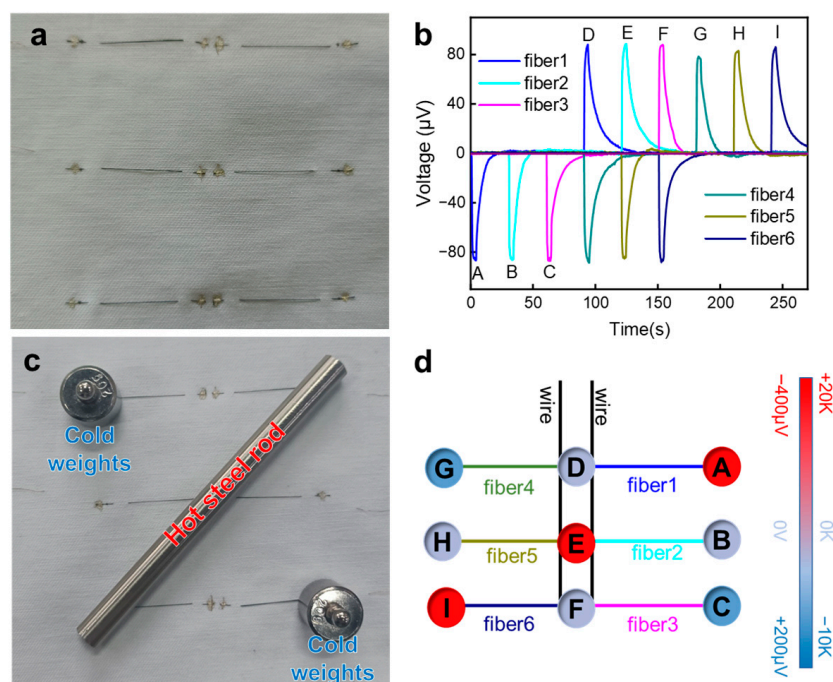 a
b
D E F G H I
fiber1
fiber2
fiber3
80
40
0
−40
−80
Voltage (μV)
fiber4
fiber5
fiber6
A B C
0 50 100 150 200 250
Time(s)
c
Cold
weights
Hot steel rod
Cold
weights
d
wire
wire
G D A
fiber4 fiber1
H E B
fiber5 fiber2
I F C
fiber6 fiber3
−400μV +20K
0V 0K
+200μV −10K